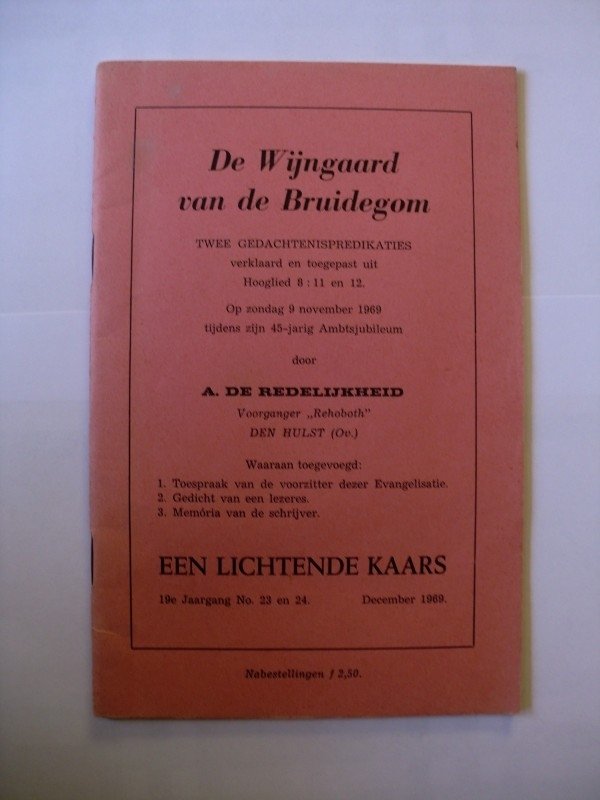 De Wijngaard
van de Bruidegom
TWEE GEDACHTENISPREDIKATIES
verklaard en toegepast uit
Hooglied 8 : 11 en 12.
Op zondag 9 november 1969
tijdens zijn 45-jarig Ambtsjubileum
door
A. DE REDELIJKHEID
Voorganger „Rehoboth”
DEN HULST (Ov.)
Waaraan toegevoegd:
1. Toespraak van de voorzitter dezer Evangelisatie.
2. Gedicht van een lezeres.
3. Memória van de schrijver.
EEN LICHTENDE KAARS
19e Jaargang No. 23 en 24. December 1969.
Nabestellingen ƒ 2,50.